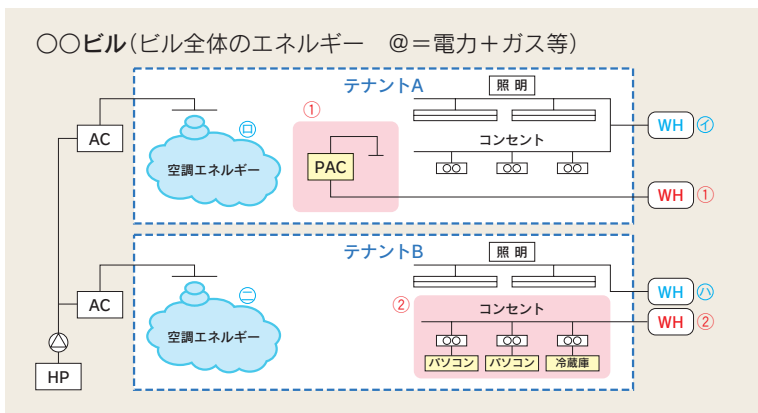 ○○ビル(ビル全体のエネルギー　@=電力+ガス等)
テナントA
照 明
①
AC
㋺
WH ㋑
コンセント
空調エネルギー
PAC
WH ①
テナントB
照 明
㋥
WH ㋩
AC
② コンセント
WH ②
空調エネルギー
パソコン パソコン 冷蔵庫
HP